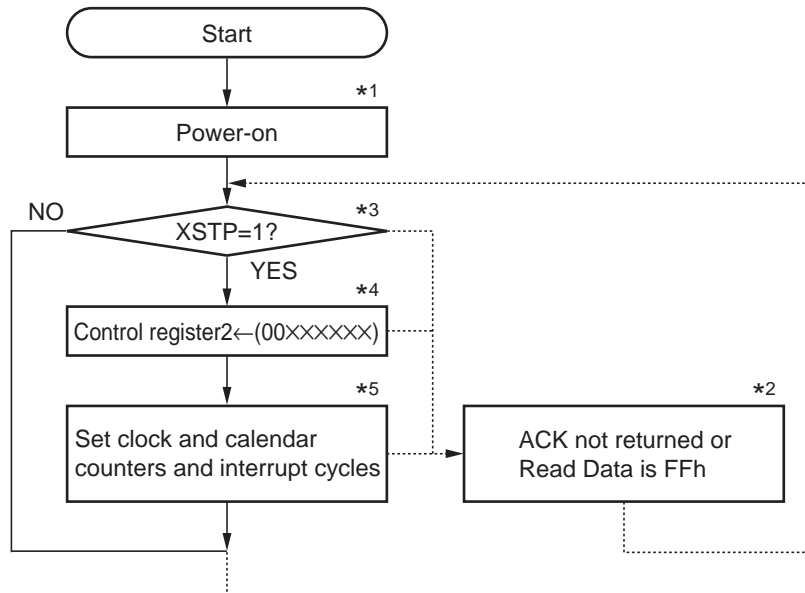 Start
*1
Power-on
*3
NO
XSTP=1?
YES
*4
Control register2←(00XXXXXX)
*5
Set clock and calendar
counters and interrupt cycles
*2
ACK not returned or
Read Data is FFh